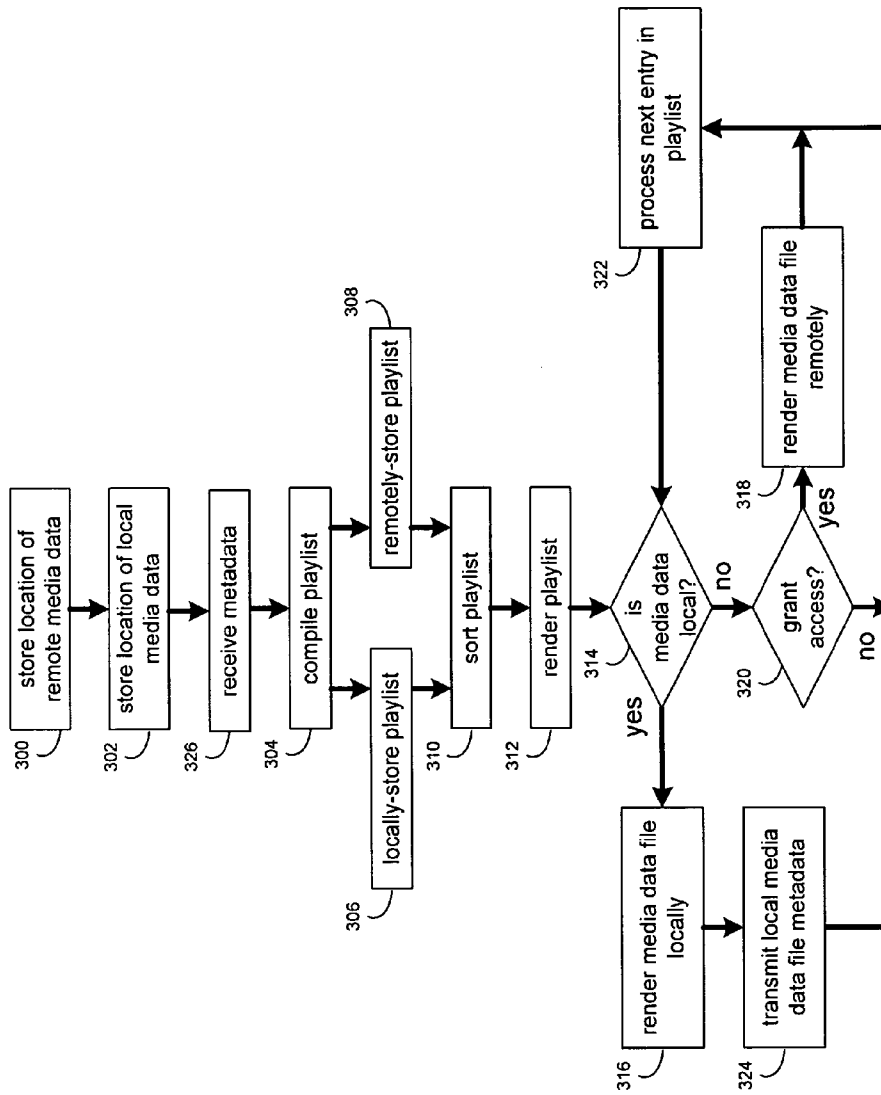 store location of
remote media data
300
store location of local
media data
302
receive metadata
326
compile playlist
304
locally-store playlist
306
remotely-store playlist
308
sort playlist
310
render playlist
312
is
media data
local?
314
yes
no
process next entry in
playlist
322
render media data file
locally
316
transmit local media
data file metadata
324
grant
access?
320
yes
no
render media data file
remotely
318